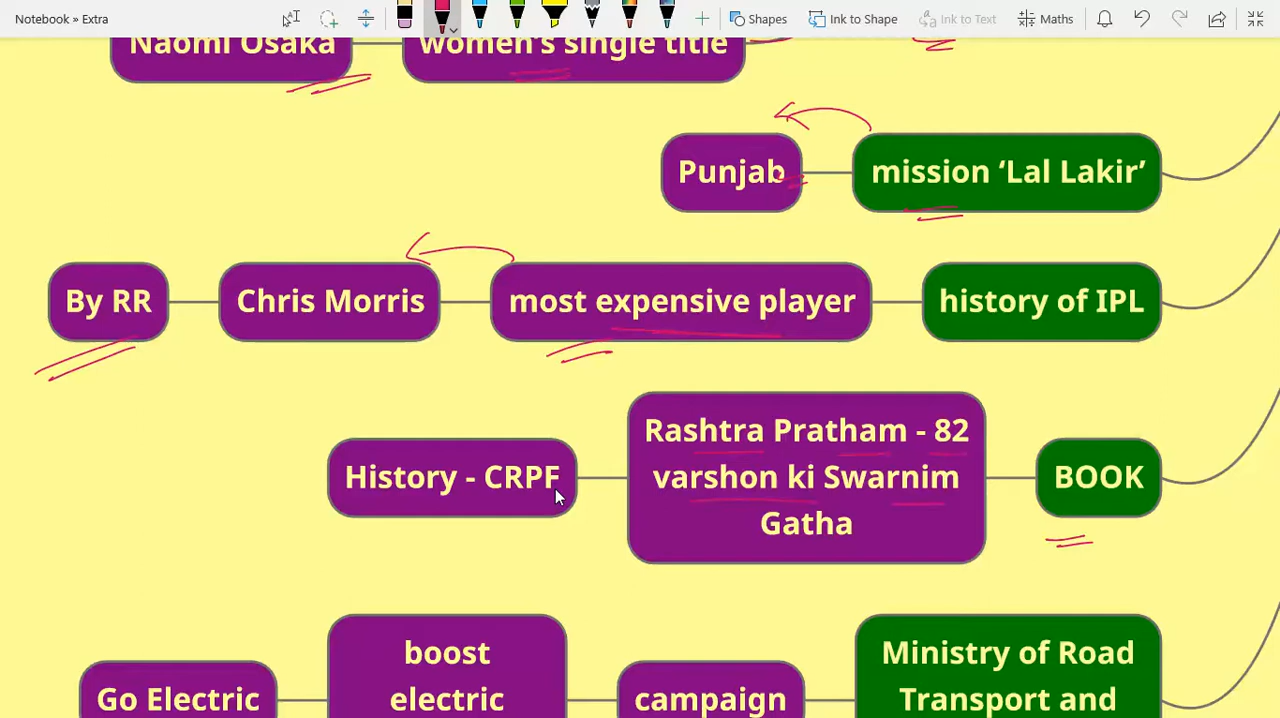 Notebook » Extra
Shapes
Ink to Shape
Ink to Text
Maths
Naomi Osaka
women's single title
Punjab
mission ‘Lal Lakir’
By RR
Chris Morris
most expensive player
history of IPL
History - CRPF
Rashtra Pratham - 82
varshon ki Swarnim
Gatha
BOOK
Go Electric
boost
electric
campaign
Ministry of Road
Transport and